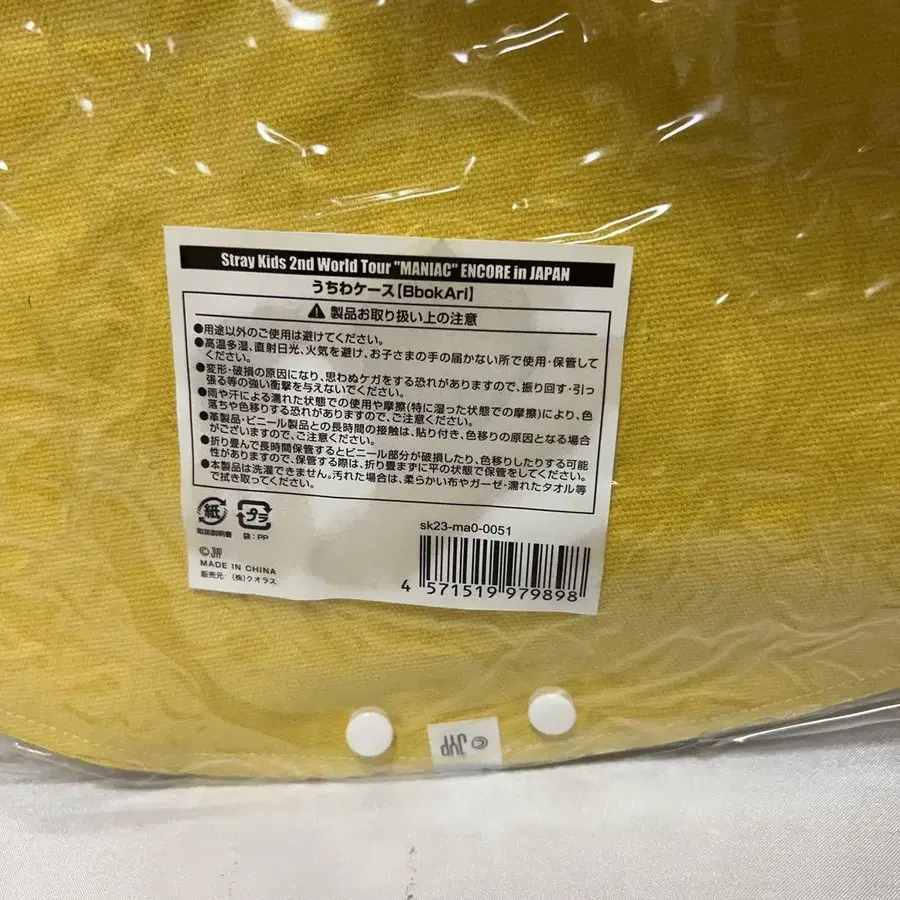 Stray Kids 2nd World Tour "MANIAC" ENCORE in JAPAN
うちわケース【BbokAri】
⚠ 製品お取り扱い上の注意
●用途以外のご使用は避けてください。
●高温多湿、直射日光、火気を避け、お子さまの手の届かない所で使用・保管して
ください。
●変形・破損の原因になり、思わぬケガをする恐れがありますので、振り回す・引っ
張る等の強い衝撃を与えないでください。
●雨や汗による濡れた状態での使用や摩擦(特に湿った状態での摩擦)により、色
落ちや色移りする恐れがありますので、ご注意ください。
●革製品・ビニール製品との長時間の接触は、貼り付き、色移りの原因となる場合
がございますので、ご注意ください。
●折り畳んで長時間保管するとビニール部分が破損したり、色移りしたりする可能
性がありますので、保管する際は、折り畳まずに平の状態で保管をしてください。
●本製品は洗濯できません。汚れた場合は、柔らかい布やガーゼ・濡れたタオル等
で拭き取ってください。
紙 プラ
取扱説明書 袋:PP
sk23-ma0-0051
© JYP
MADE IN CHINA
販売元: (株)クオラス
4 571519 979898
© JYP